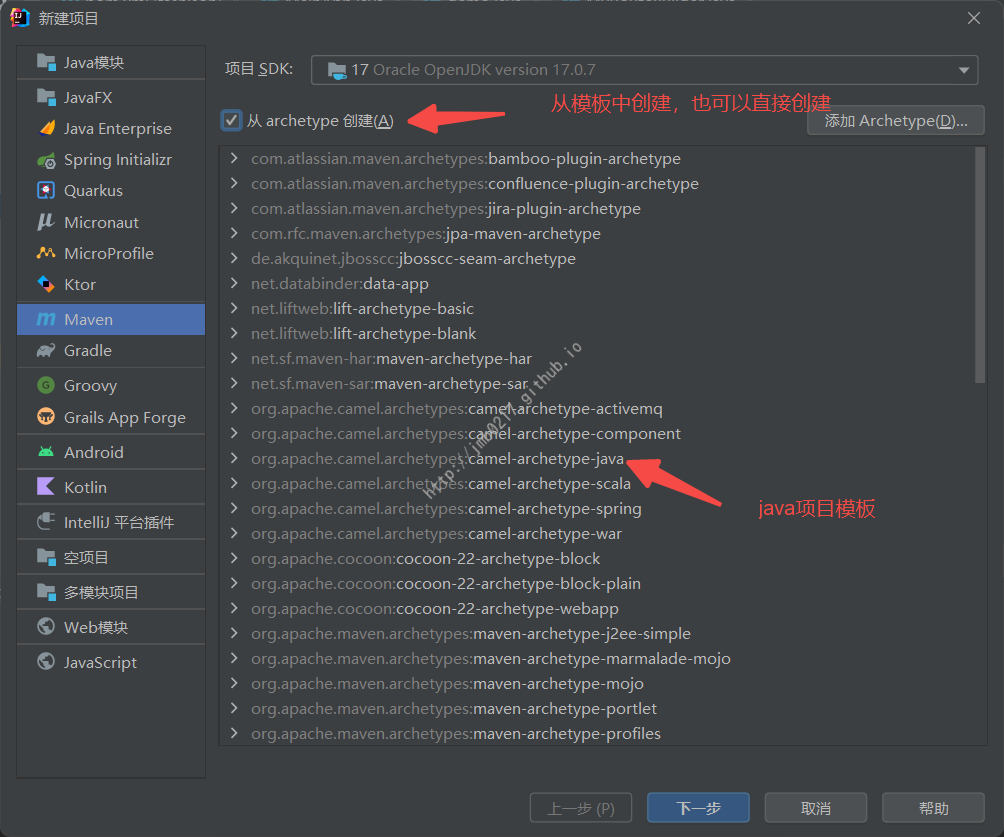 新建项目
Java模块
JavaFX
Java Enterprise
Spring Initializr
Quarkus
Micronaut
MicroProfile
Ktor
Maven
Gradle
Groovy
Grails App Forge
Android
Kotlin
IntelliJ 平台插件
空项目
多模块项目
Web模块
JavaScript
项目 SDK: 17 Oracle OpenJDK version 17.0.7
从模板中创建，也可以直接创建
从 archetype 创建(A)
添加 Archetype(D)...
com.atlassian.maven.archetypes:bamboo-plugin-archetype
com.atlassian.maven.archetypes:confluence-plugin-archetype
com.atlassian.maven.archetypes:jira-plugin-archetype
com.rfc.maven.archetypes:jpa-maven-archetype
de.akquinet.jbosscc:jbosscc-seam-archetype
net.databinder:data-app
net.liftweb:lift-archetype-basic
net.liftweb:lift-archetype-blank
net.sf.maven-har:maven-archetype-har
net.sf.maven-sar:maven-archetype-sar
org.apache.camel.archetypes:camel-archetype-activemq
org.apache.camel.archetypes:camel-archetype-component
org.apache.camel.archetypes:camel-archetype-java
org.apache.camel.archetypes:camel-archetype-scala
org.apache.camel.archetypes:camel-archetype-spring
org.apache.camel.archetypes:camel-archetype-war
org.apache.cocoon:cocoon-22-archetype-block
org.apache.cocoon:cocoon-22-archetype-block-plain
org.apache.cocoon:cocoon-22-archetype-webapp
org.apache.maven.archetypes:maven-archetype-j2ee-simple
org.apache.maven.archetypes:maven-archetype-marmalade-mojo
org.apache.maven.archetypes:maven-archetype-mojo
org.apache.maven.archetypes:maven-archetype-portlet
org.apache.maven.archetypes:maven-archetype-profiles
java项目模板
上一步 (P)
下一步
取消
帮助